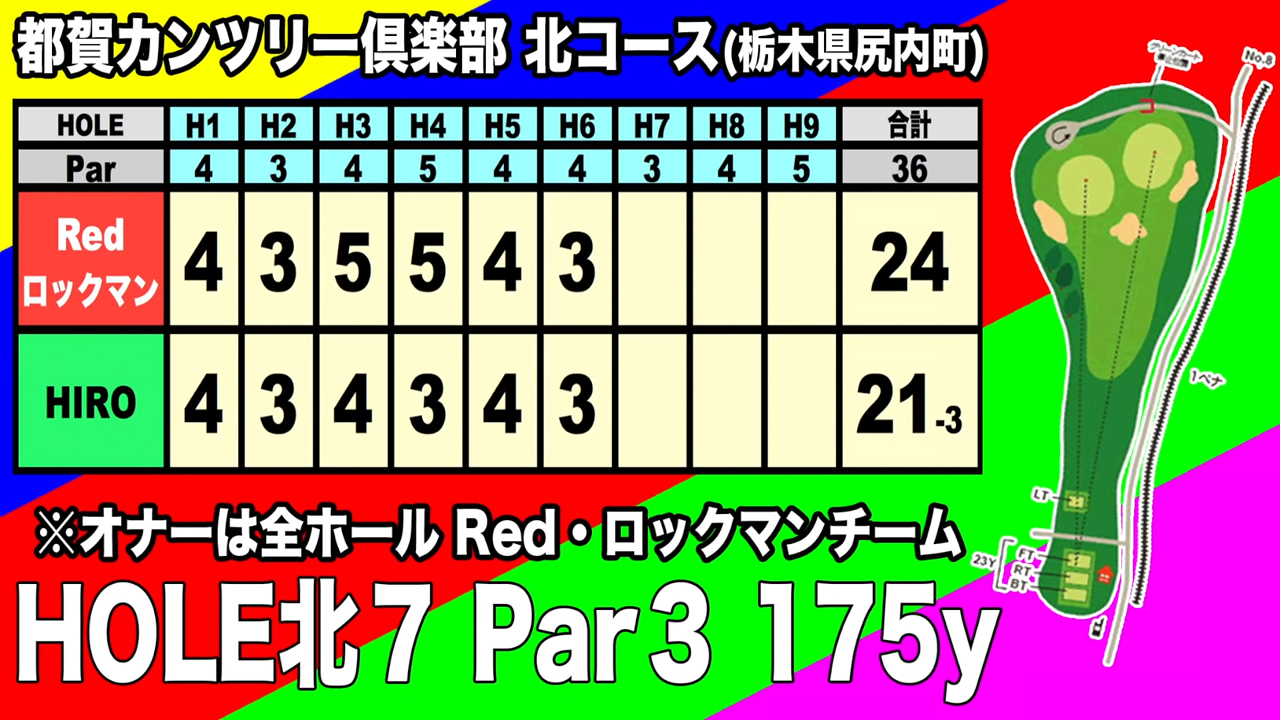 都賀カンツリー倶楽部 北コース(栃木県尻内町)
HOLE H1 H2 H3 H4 H5 H6 H7 H8 H9 合計
Par 4 3 4 5 4 4 3 4 5 36
Red
ロックマン 4 3 5 5 4 3 24
HIRO 4 3 4 3 4 3 21 -3
※オナーは全ホール Red・ロックマンチーム
HOLE北7 Par3 175y
No.8
1ペナ
LT
23Y
FT
RT
BT